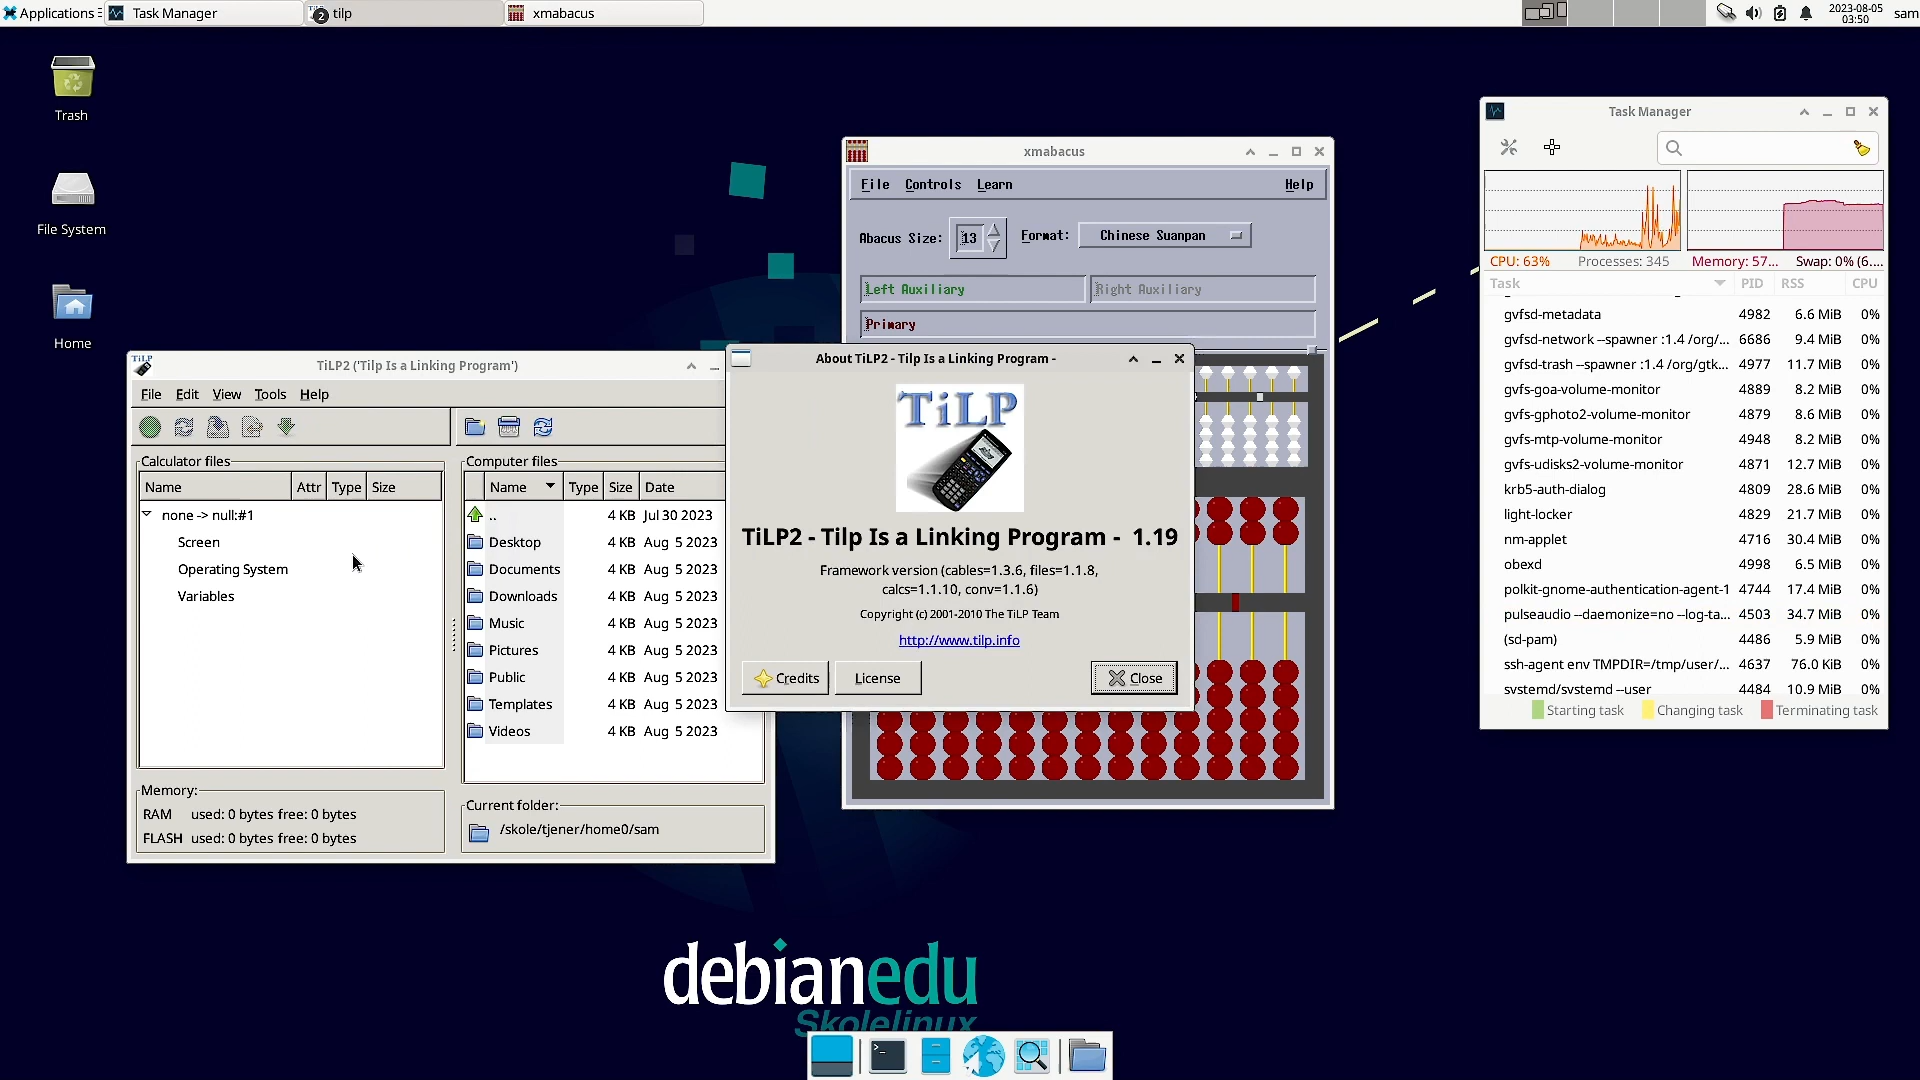 Applications
Task Manager
2
tilp
xmabacus
2023-08-05
03:50
sam
Trash
File System
Home
TiLP
TiLP2 ('Tilp Is a Linking Program')
File Edit View Tools Help
Calculator files
Name Attr Type Size
none -> null:#1
Screen
Operating System
Variables
Memory:
RAM used: 0 bytes free: 0 bytes
FLASH used: 0 bytes free: 0 bytes
Computer files
Name Type Size Date
.. 4 KB Jul 30 2023
Desktop 4 KB Aug 5 2023
Documents 4 KB Aug 5 2023
Downloads 4 KB Aug 5 2023
Music 4 KB Aug 5 2023
Pictures 4 KB Aug 5 2023
Public 4 KB Aug 5 2023
Templates 4 KB Aug 5 2023
Videos 4 KB Aug 5 2023
Current folder:
/skole/tjener/home0/sam
xmabacus
File Controls Learn Help
Abacus Size: 13 Format: Chinese Suanpan
Left Auxiliary Right Auxiliary
Primary
About TiLP2 - Tilp Is a Linking Program -
TiLP
TiLP2 - Tilp Is a Linking Program - 1.19
Framework version (cables=1.3.6, files=1.1.8,
calcs=1.1.10, conv=1.1.6)
Copyright (c) 2001-2010 The TiLP Team
http://www.tilp.info
Credits License Close
Task Manager
CPU: 63% Processes: 345 Memory: 57... Swap: 0% (6....
Task PID RSS CPU
gvfsd-metadata 4982 6.6 MiB 0%
gvfsd-network --spawner :1.4 /org/... 6686 9.4 MiB 0%
gvfsd-trash --spawner :1.4 /org/gtk... 4977 11.7 MiB 0%
gvfs-goa-volume-monitor 4889 8.2 MiB 0%
gvfs-gphoto2-volume-monitor 4879 8.6 MiB 0%
gvfs-mtp-volume-monitor 4948 8.2 MiB 0%
gvfs-udisks2-volume-monitor 4871 12.7 MiB 0%
krb5-auth-dialog 4809 28.6 MiB 0%
light-locker 4829 21.7 MiB 0%
nm-applet 4716 30.4 MiB 0%
obexd 4998 6.5 MiB 0%
polkit-gnome-authentication-agent-1 4744 17.4 MiB 0%
pulseaudio --daemonize=no --log-ta... 4503 34.7 MiB 0%
(sd-pam) 4486 5.9 MiB 0%
ssh-agent env TMPDIR=/tmp/user/... 4637 76.0 KiB 0%
systemd/systemd --user 4484 10.9 MiB 0%
Starting task Changing task Terminating task
debianedu
Skolelinux